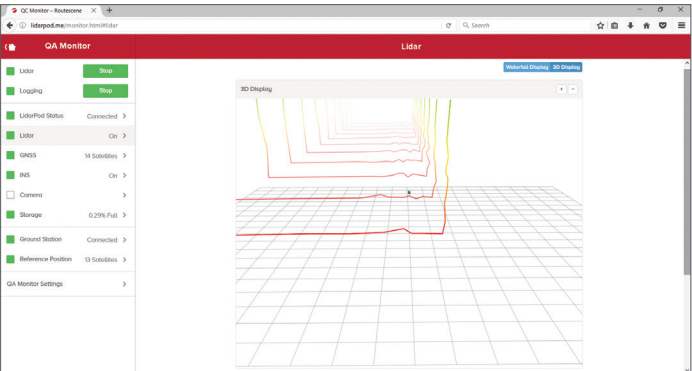 QC Monitor – Routescene
lidarpod.me/monitor.html#lidar
Search
QA Monitor
Lidar
Lidar Stop
Logging Stop
LidarPod Status Connected
Lidar On
GNSS 14 Satellites
INS On
Camera
Storage 0.29% Full
Ground Station Connected
Reference Position 13 Satellites
QA Monitor Settings
Waterfall Display 3D Display
3D Display